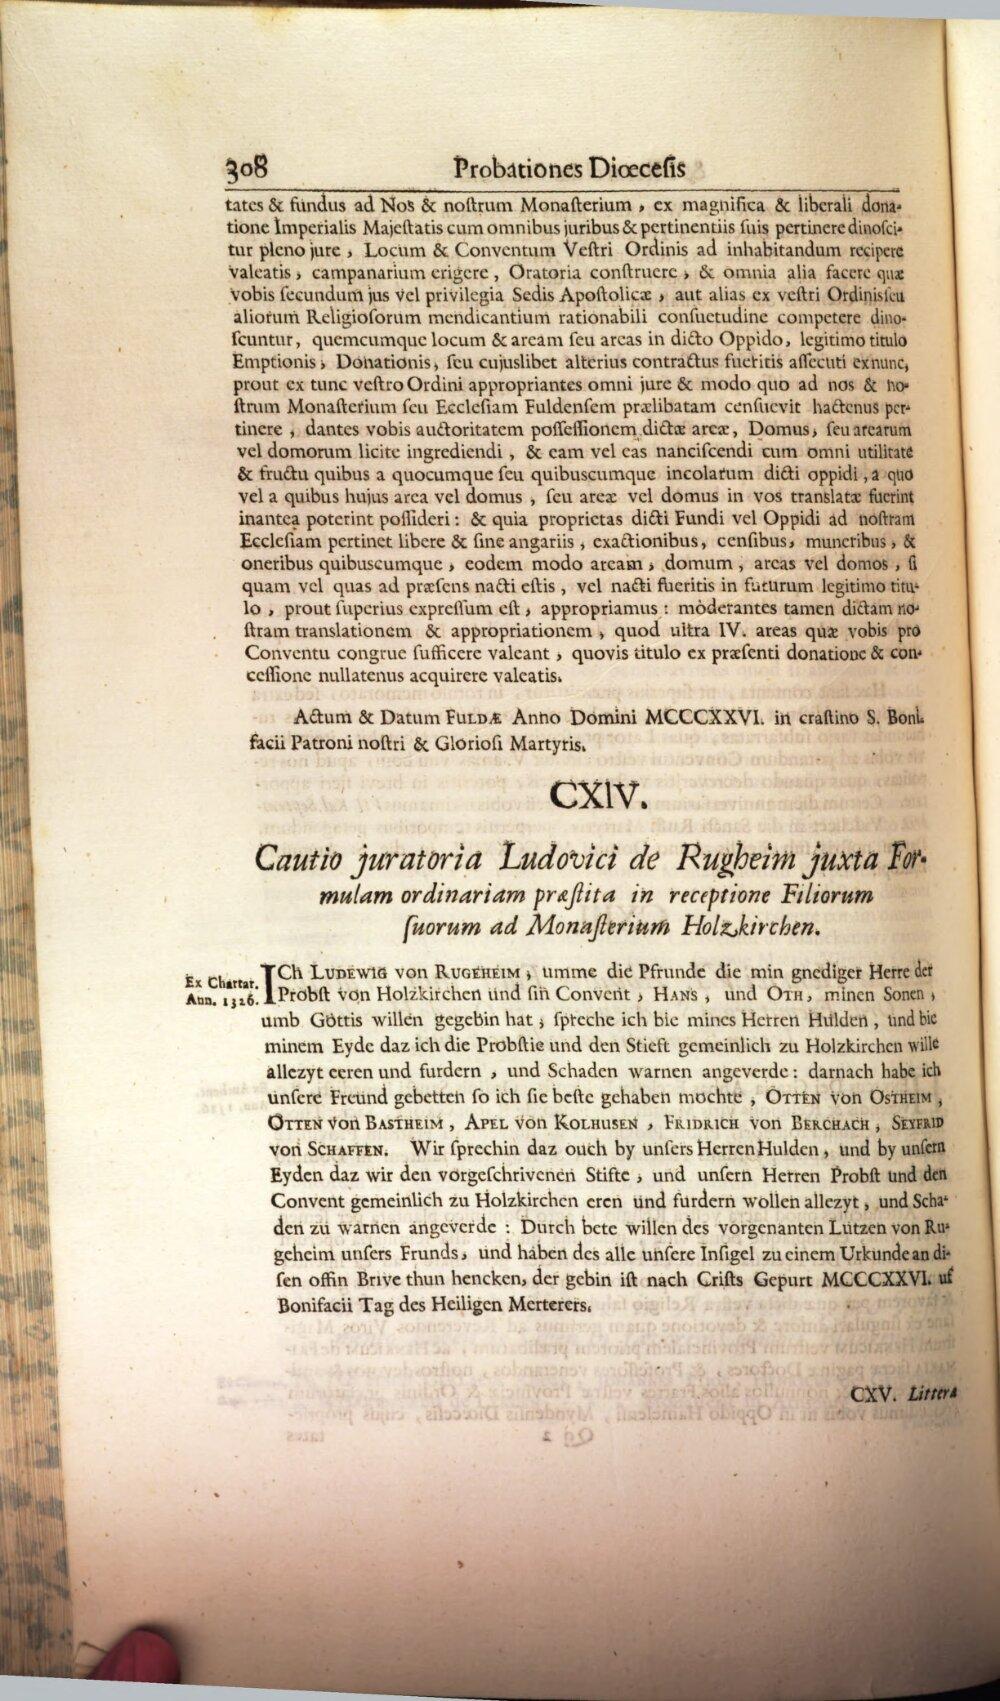 308 Probationes Diœcesis
tates & fundus ad Nos & nostrum Monasterium, ex magnifica & liberali dona-
tione Imperialis Majestatis cum omnibus juribus & pertinentiis suis pertinere dinosci-
tur pleno jure, Locum & Conventum Vestri Ordinis ad inhabitandum recipere
valeatis, campanarium erigere, Oratoria construere, & omnia alia facere quæ
vobis secundum jus vel privilegia Sedis Apostolicæ, aut alias ex vestri Ordinis seu
aliorum Religiosorum mendicantium rationabili consuetudine competere dino-
scuntur, quemcumque locum & aream seu areas in dicto Oppido, legitimo titulo
Emptionis, Donationis, seu cujuslibet alterius contractus fueritis assecuti exnunc,
prout ex tunc vestro Ordini appropriantes omni jure & modo quo ad nos & no-
strum Monasterium seu Ecclesiam Fuldensem prælibatam censuevit hactenus per-
tinere, dantes vobis auctoritatem possessionem dictæ areæ, Domus, seu arearum
vel domorum licite ingrediendi, & eam vel eas nanciscendi cum omni utilitate
& fructu quibus a quocumque seu quibuscumque incolarum dicti oppidi, a quo
vel a quibus hujus area vel domus, seu areæ vel domus in vos translatæ fuerint
inantea poterint possideri: & quia proprietas dicti Fundi vel Oppidi ad nostram
Ecclesiam pertinet libere & sine angariis, exactionibus, censibus, muneribus, &
oneribus quibuscumque, eodem modo aream, domum, areas vel domos, si
quam vel quas ad præsens nacti estis, vel nacti fueritis in futurum legitimo titu-
lo, prout superius expressum est, appropriamus: moderantes tamen dictam no-
stram translationem & appropriationem, quod ultra IV. areas quæ vobis pro
Conventu congrue sufficere valeant, quovis titulo ex præsenti donatione & con-
cessione nullatenus acquirere valeatis.
Actum & Datum FULDÆ Anno Domini MCCCXXVI. in crastino S. Boni-
facii Patroni nostri & Gloriosi Martyris.
CXIV.
Cautio juratoria Ludovici de Rugheim juxta For-
mulam ordinariam præstita in receptione Filiorum
suorum ad Monasterium Holzkirchen.
Ex Chartar.
Ann. 1326.
ICh LUDEWIG von RUGEHEIM, umme die Pfrunde die min gnediger Herre der
Probst von Holzkirchen und sin Convent, HANS, und OTH, minen Sonen,
umb Göttis willen gegebin hat, spreche ich bie mines Herren Hulden, und bie
minem Eyde daz ich die Probstie und den Stieft gemeinlich zu Holzkirchen wille
allezyt eeren und furdern, und Schaden warnen angeverde: darnach habe ich
unsere Freund gebetten so ich sie beste gehaben mochte, OTTEN von OSTHEIM,
OTTEN von BASTHEIM, APEL von KOLHUSEN, FRIDRICH von BERCHACH, SEYFRID
von SCHAFFEN. Wir sprechin daz ouch by unsers Herren Hulden, und by unsern
Eyden daz wir den vorgeschrivenen Stifte, und unsern Herren Probst und den
Convent gemeinlich zu Holzkirchen eren und furdern wollen allezyt, und Scha-
den zu warnen angeverde: Durch bete willen des vorgenanten Lutzen von Ru-
geheim unsers Frunds, und haben des alle unsere Insigel zu einem Urkunde an di-
sen offin Brive thun hencken, der gebin ist nach Crists Gepurt MCCCXXVI. uf
Bonifacii Tag des Heiligen Merterers.
CXV. Littera